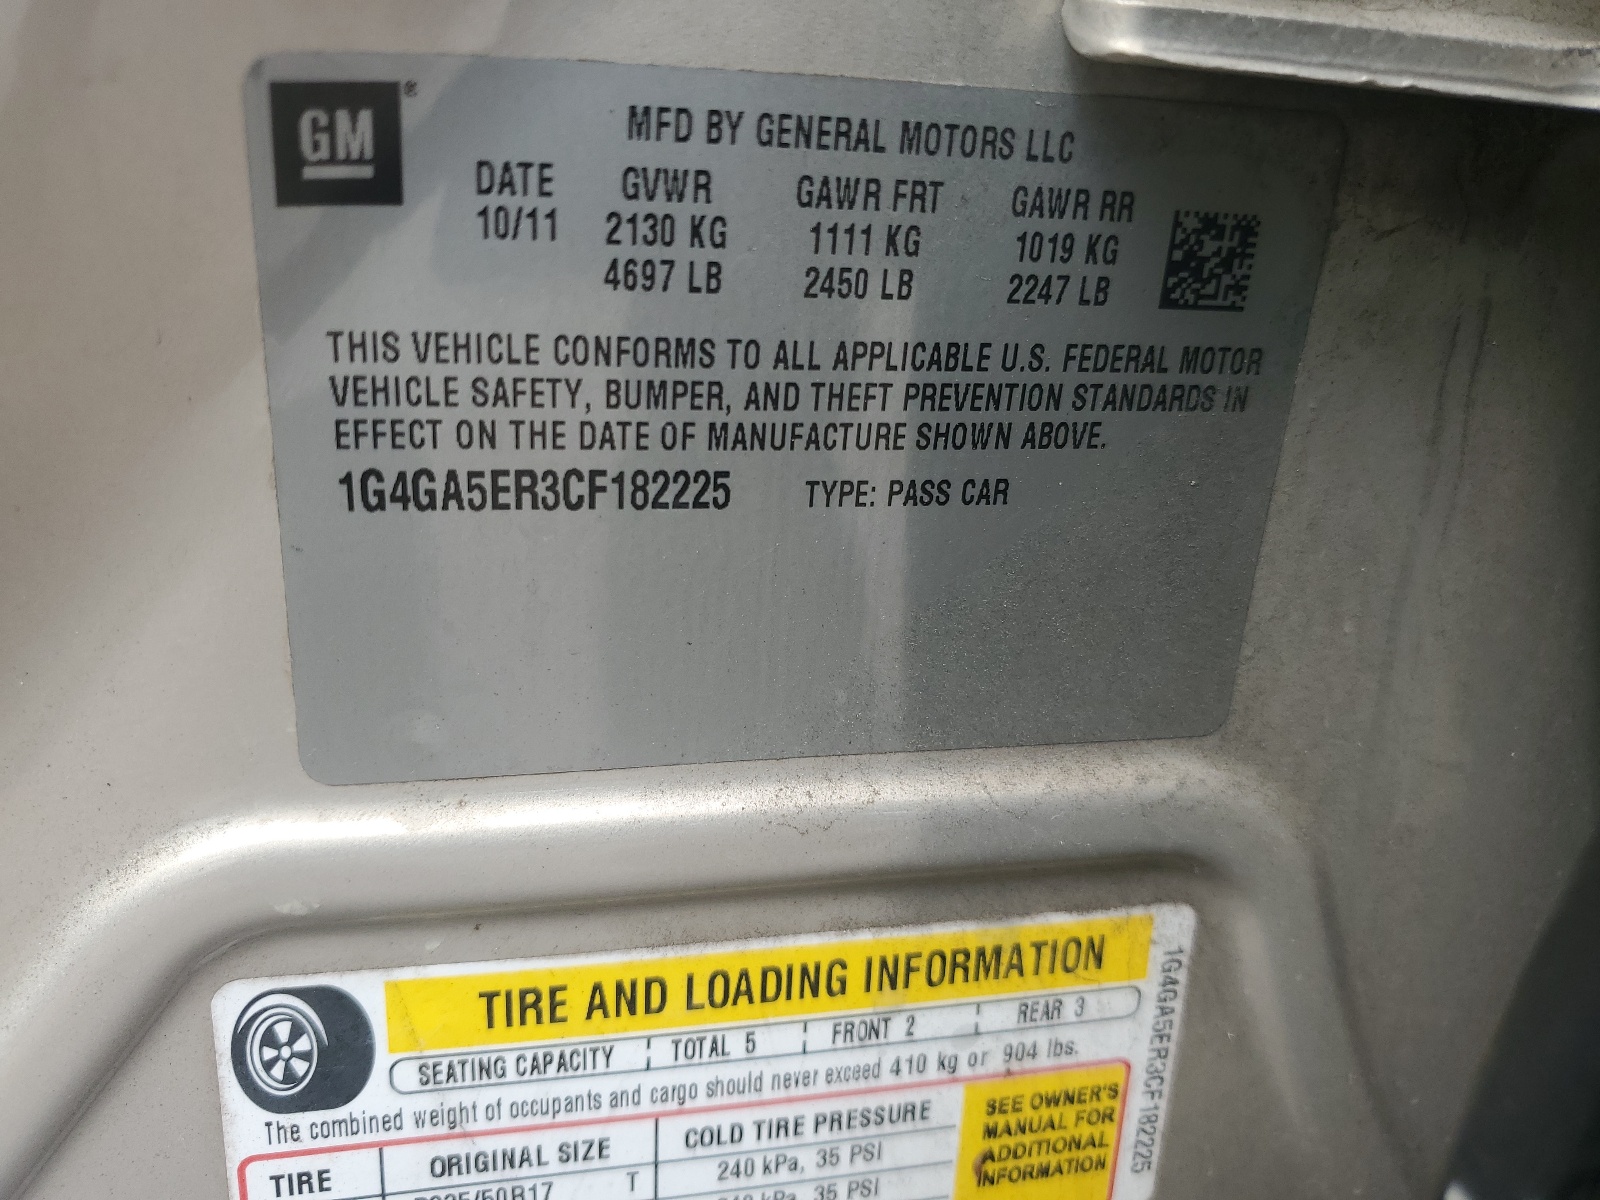 GM®
MFD BY GENERAL MOTORS LLC
DATE GVWR GAWR FRT GAWR RR
10/11 2130 KG 1111 KG 1019 KG
4697 LB 2450 LB 2247 LB
THIS VEHICLE CONFORMS TO ALL APPLICABLE U.S. FEDERAL MOTOR
VEHICLE SAFETY, BUMPER, AND THEFT PREVENTION STANDARDS IN
EFFECT ON THE DATE OF MANUFACTURE SHOWN ABOVE.
1G4GA5ER3CF182225 TYPE: PASS CAR
TIRE AND LOADING INFORMATION
SEATING CAPACITY TOTAL 5 FRONT 2 REAR 3
The combined weight of occupants and cargo should never exceed 410 kg or 904 lbs.
TIRE ORIGINAL SIZE COLD TIRE PRESSURE
T 240 kPa, 35 PSI
35 PSI
SEE OWNER'S
MANUAL FOR
ADDITIONAL
INFORMATION
1G4GA5ER3CF182225